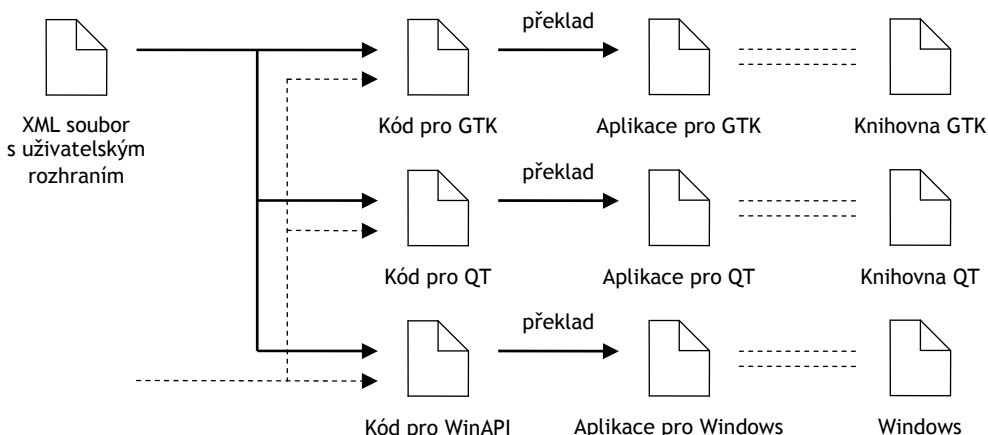 překlad
XML soubor
s uživatelským
rozhraním
Kód pro GTK
Aplikace pro GTK
Knihovna GTK
překlad
Kód pro QT
Aplikace pro QT
Knihovna QT
překlad
Kód pro WinAPI
Aplikace pro Windows
Windows